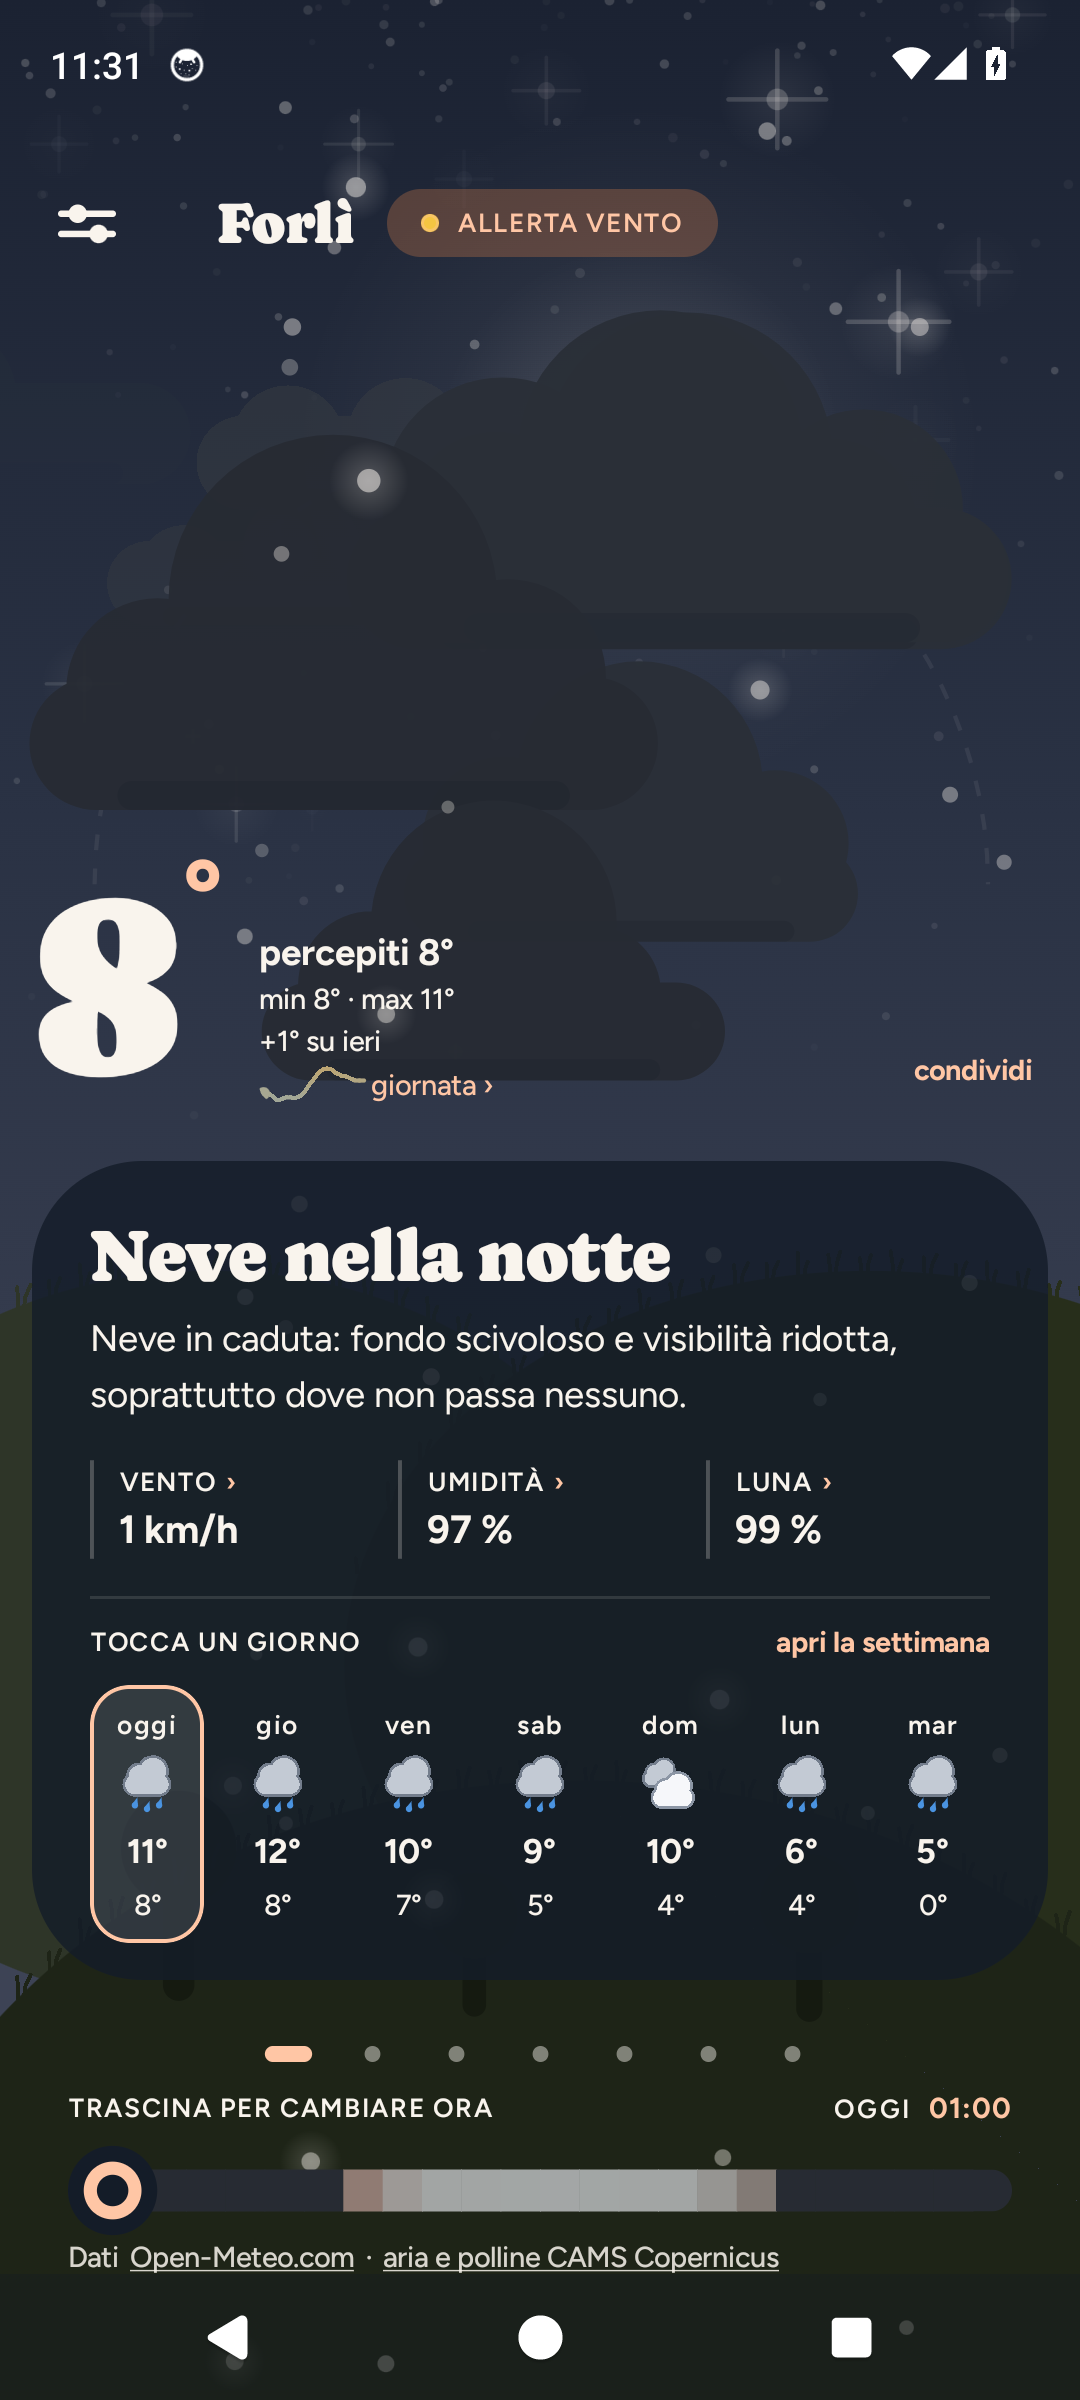 11:31
Forlì
ALLERTA VENTO
8°
percepiti 8°
min 8° · max 11°
+1° su ieri
giornata ›
condividi
Neve nella notte
Neve in caduta: fondo scivoloso e visibilità ridotta,
soprattutto dove non passa nessuno.
VENTO › UMIDITÀ › LUNA ›
1 km/h 97 % 99 %
TOCCA UN GIORNO apri la settimana
oggi gio ven sab dom lun mar
11° 12° 10° 9° 10° 6° 5°
8° 8° 7° 5° 4° 4° 0°
TRASCINA PER CAMBIARE ORA OGGI 01:00
Dati Open-Meteo.com · aria e polline CAMS Copernicus